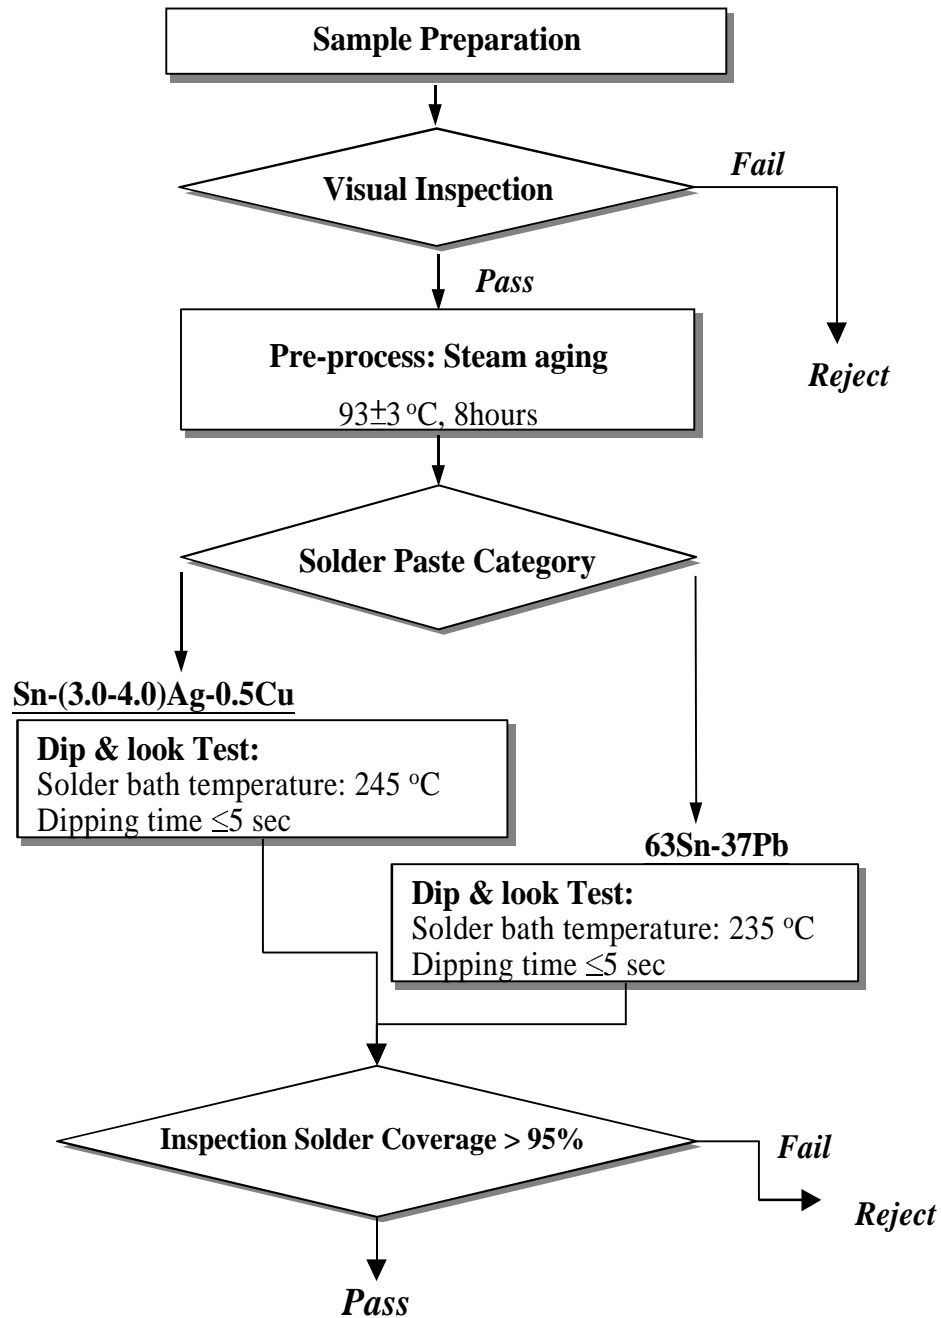 Sample Preparation
Visual Inspection
Fail
Pass
Reject
Pre-process: Steam aging
93±3 °C, 8hours
Solder Paste Category
Sn-(3.0-4.0)Ag-0.5Cu
Dip & look Test:
Solder bath temperature: 245 °C
Dipping time ≤5 sec
63Sn-37Pb
Dip & look Test:
Solder bath temperature: 235 °C
Dipping time ≤5 sec
Inspection Solder Coverage > 95%
Fail
Reject
Pass